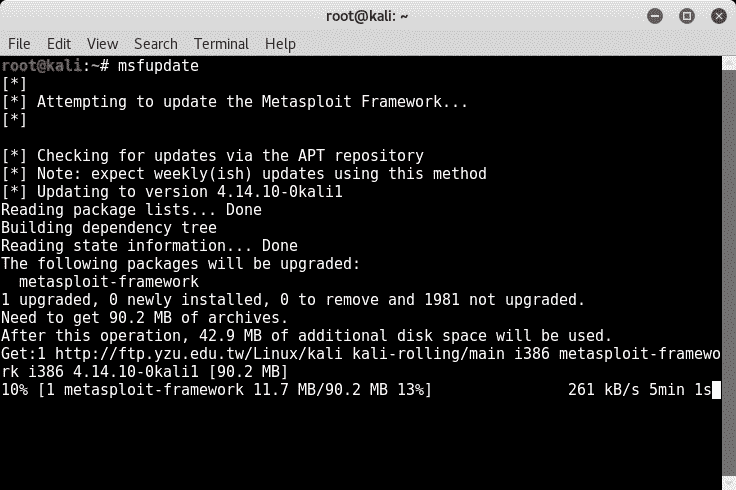 root@kali: ~
File Edit View Search Terminal Help
root@kali:~# msfupdate
[*]
[*] Attempting to update the Metasploit Framework...
[*]
[*] Checking for updates via the APT repository
[*] Note: expect weekly(ish) updates using this method
[*] Updating to version 4.14.10-0kali1
Reading package lists... Done
Building dependency tree
Reading state information... Done
The following packages will be upgraded:
metasploit-framework
1 upgraded, 0 newly installed, 0 to remove and 1981 not upgraded.
Need to get 90.2 MB of archives.
After this operation, 42.9 MB of additional disk space will be used.
Get:1 http://ftp.yzu.edu.tw/Linux/kali kali-rolling/main i386 metasploit-framewo
rk i386 4.14.10-0kali1 [90.2 MB]
10% [1 metasploit-framework 11.7 MB/90.2 MB 13%] 261 kB/s 5min 1s